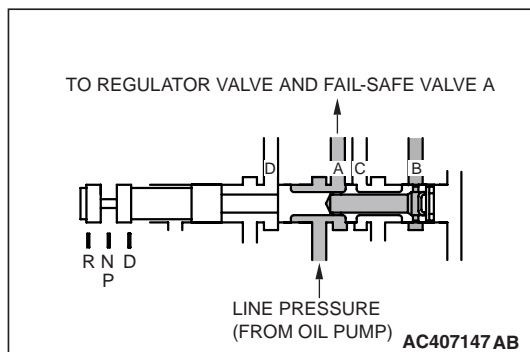 TO REGULATOR VALVE AND FAIL-SAFE VALVE A
D A C B
R N D
P
LINE PRESSURE
(FROM OIL PUMP)
AC407147AB